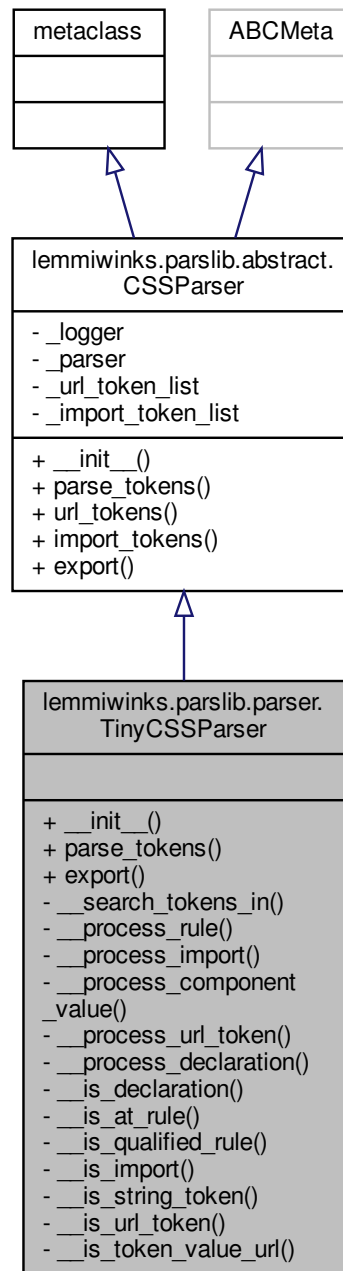 metaclass
ABCMeta
lemmiwinks.parslib.abstract.
CSSParser
- _logger
- _parser
- _url_token_list
- _import_token_list
+ __init__()
+ parse_tokens()
+ url_tokens()
+ import_tokens()
+ export()
lemmiwinks.parslib.parser.
TinyCSSParser
+ __init__()
+ parse_tokens()
+ export()
- __search_tokens_in()
- __process_rule()
- __process_import()
- __process_component
_value()
- __process_url_token()
- __process_declaration()
- __is_declaration()
- __is_at_rule()
- __is_qualified_rule()
- __is_import()
- __is_string_token()
- __is_url_token()
- __is_token_value_url()